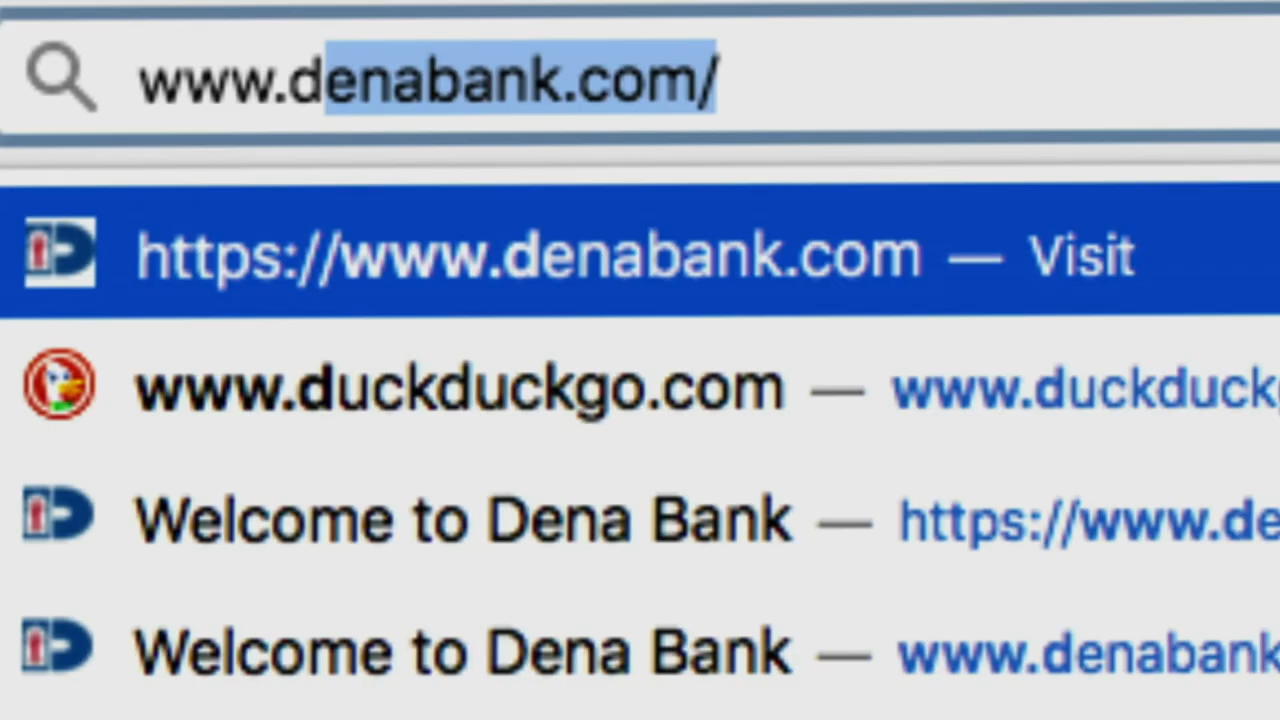 www.denabank.com/
https://www.denabank.com — Visit
www.duckduckgo.com — www.duckduckg
Welcome to Dena Bank — https://www.de
Welcome to Dena Bank — www.denabank